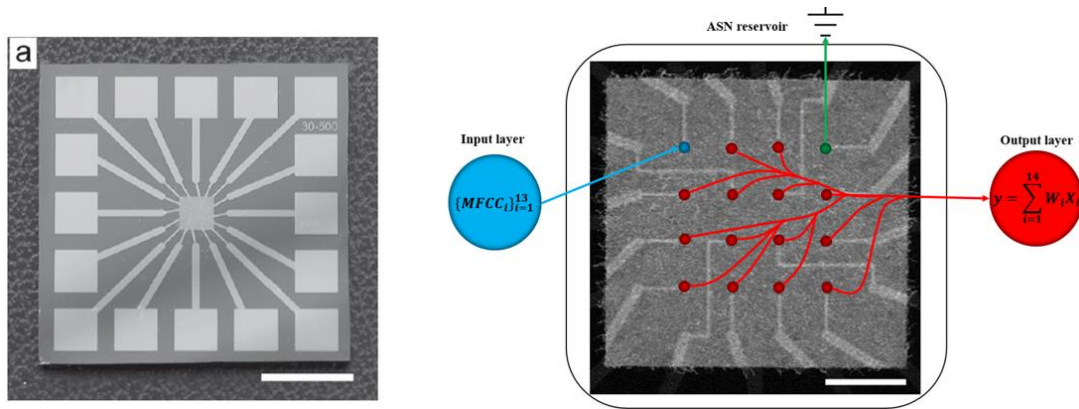 a
30-500
ASN reservoir
Input layer
{MFCC_i}_{i=1}^{13}
Output layer
y = \sum_{i=1}^{14} W_i X_i